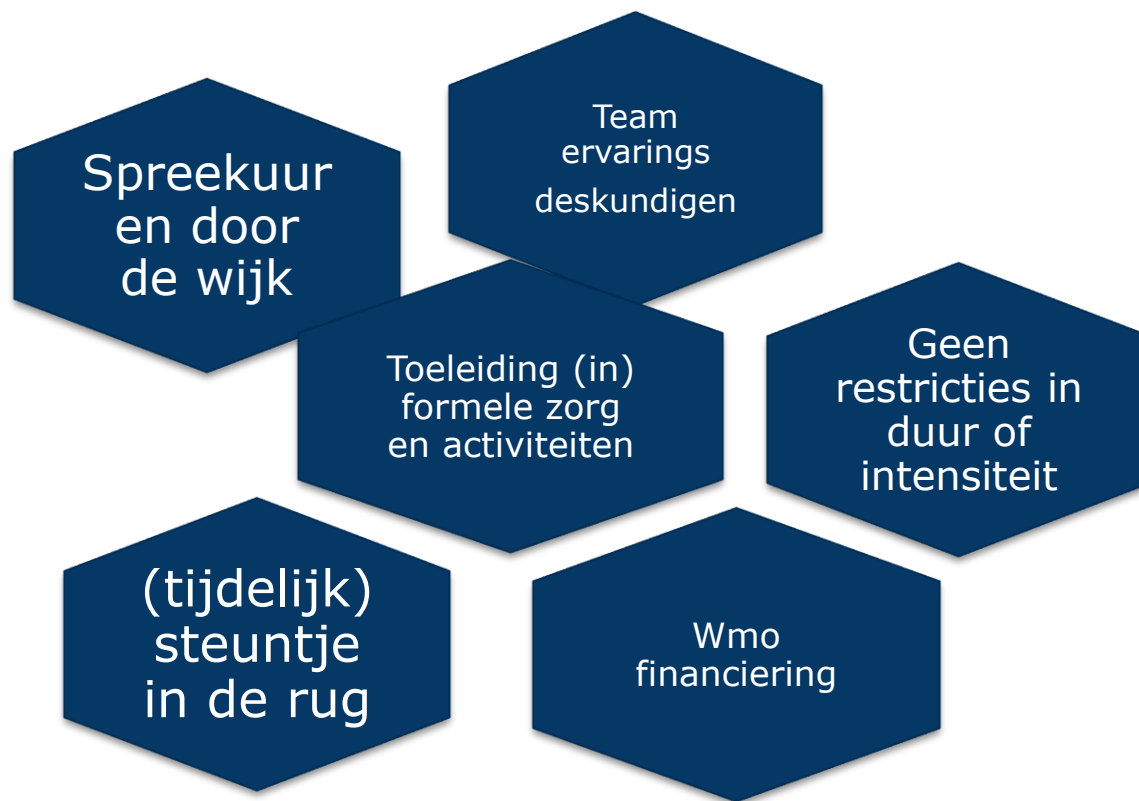 Spreekuur
en door
de wijk
Team
ervarings
deskundigen
Toeleiding (in)
formele zorg
en activiteiten
Geen
restricties in
duur of
intensiteit
(tijdelijk)
steuntje
in de rug
Wmo
financiering